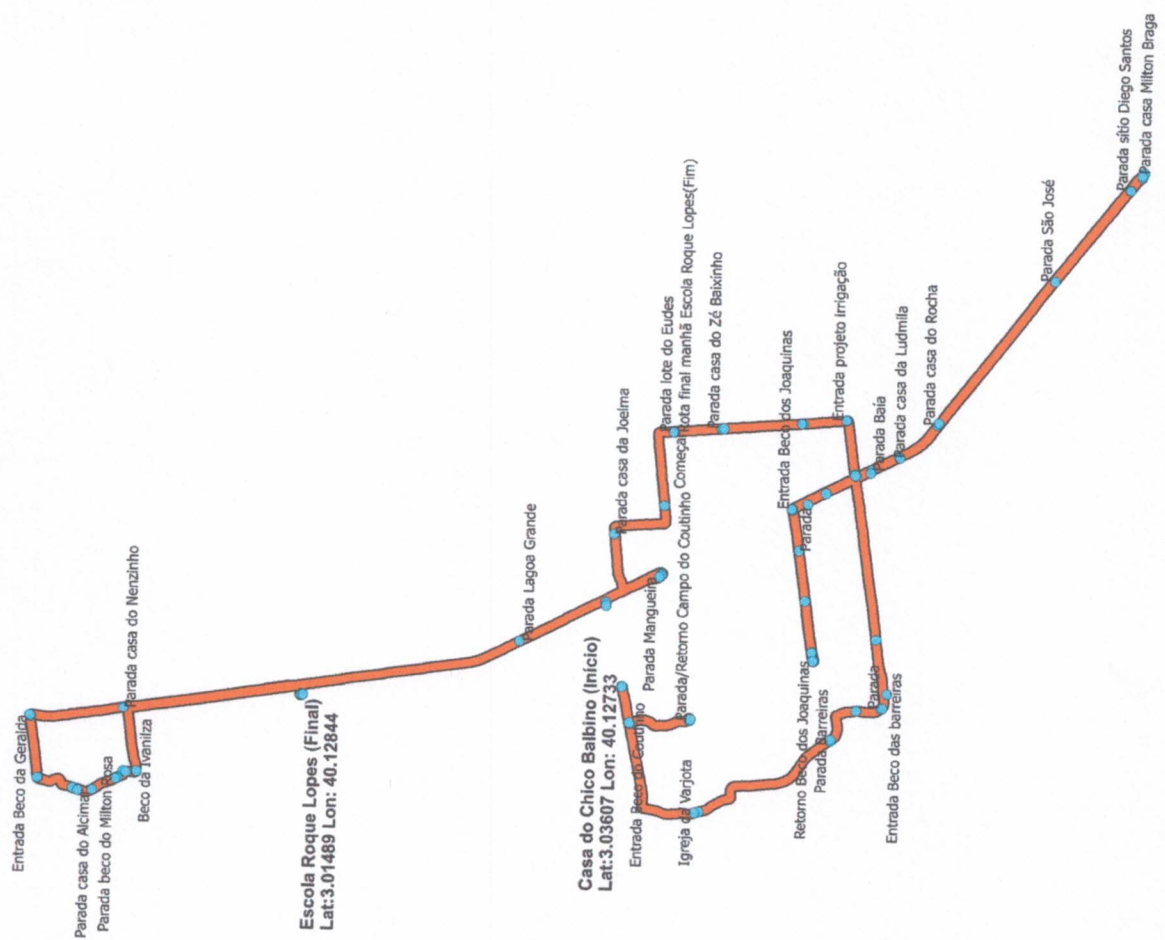 Entrada Beco da Geralda
Parada casa do Alcimar
Parada beco do Milton Rosa
Parada casa do Nenzinho
Beco da Ivanilza
Escola Roque Lopes (Final)
Lat:3.01489 Lon: 40.12844
Parada Lagoa Grande
Casa do Chico Balbino (Início)
Lat:3.03607 Lon: 40.12733
Parada casa da Joelma
Entrada Beco do Coutinho
Parada Mangueira
Parada lote do Eudes
Parada/Retorno Campo do Coutinho Começa Rota final manhã Escola Roque Lopes(Fim)
Igreja da Varjota
Parada casa do Zé Baixinho
Entrada Beco dos Joaquinas
Retorno Beco dos Joaquinas
Parada
Parada Barreiras
Entrada projeto Irrigação
Parada
Parada Baía
Entrada Beco das barreiras
Parada casa da Ludmila
Parada casa do Rocha
Parada São José
Parada sítio Diego Santos
Parada casa Milton Braga